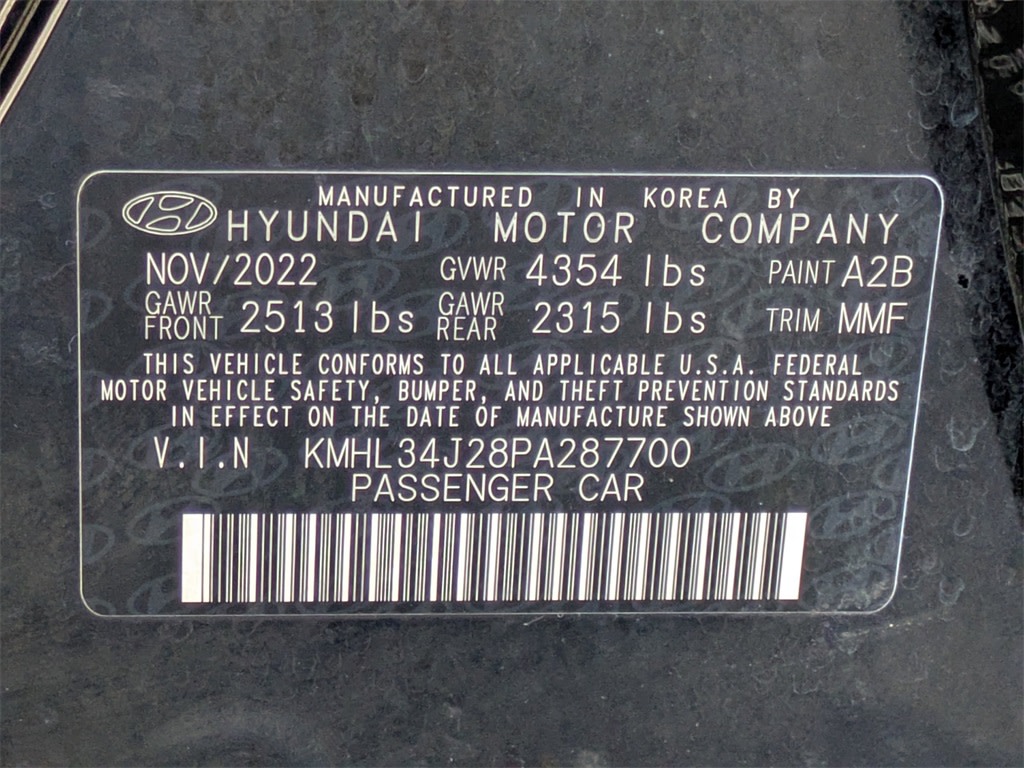 MANUFACTURED IN KOREA BY
HYUNDAI MOTOR COMPANY
NOV/2022 GVWR 4354 lbs PAINT A2B
GAWR FRONT 2513 lbs GAWR REAR 2315 lbs TRIM MMF
THIS VEHICLE CONFORMS TO ALL APPLICABLE U.S.A. FEDERAL
MOTOR VEHICLE SAFETY, BUMPER, AND THEFT PREVENTION STANDARDS
IN EFFECT ON THE DATE OF MANUFACTURE SHOWN ABOVE
V.I.N KMHL34J28PA287700
PASSENGER CAR